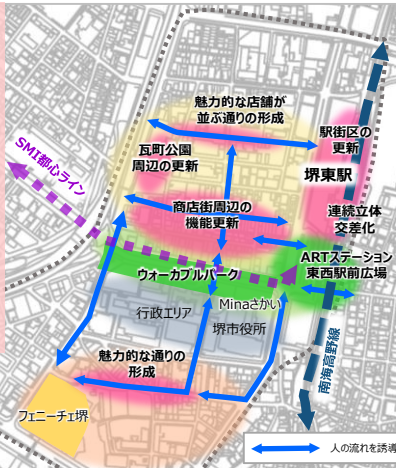 魅力的な店舗が
並ぶ通りの形成
駅街区の
更新
瓦町公園
周辺の更新
堺東駅
SMI都心ライン
商店街周辺の
機能更新
連続立体
交差化
ARTステーション
東西駅前広場
ウォーカブルパーク
Minaさかい
行政エリア
堺市役所
南海高野線
魅力的な通りの
形成
フェニーチェ堺
人の流れを誘導